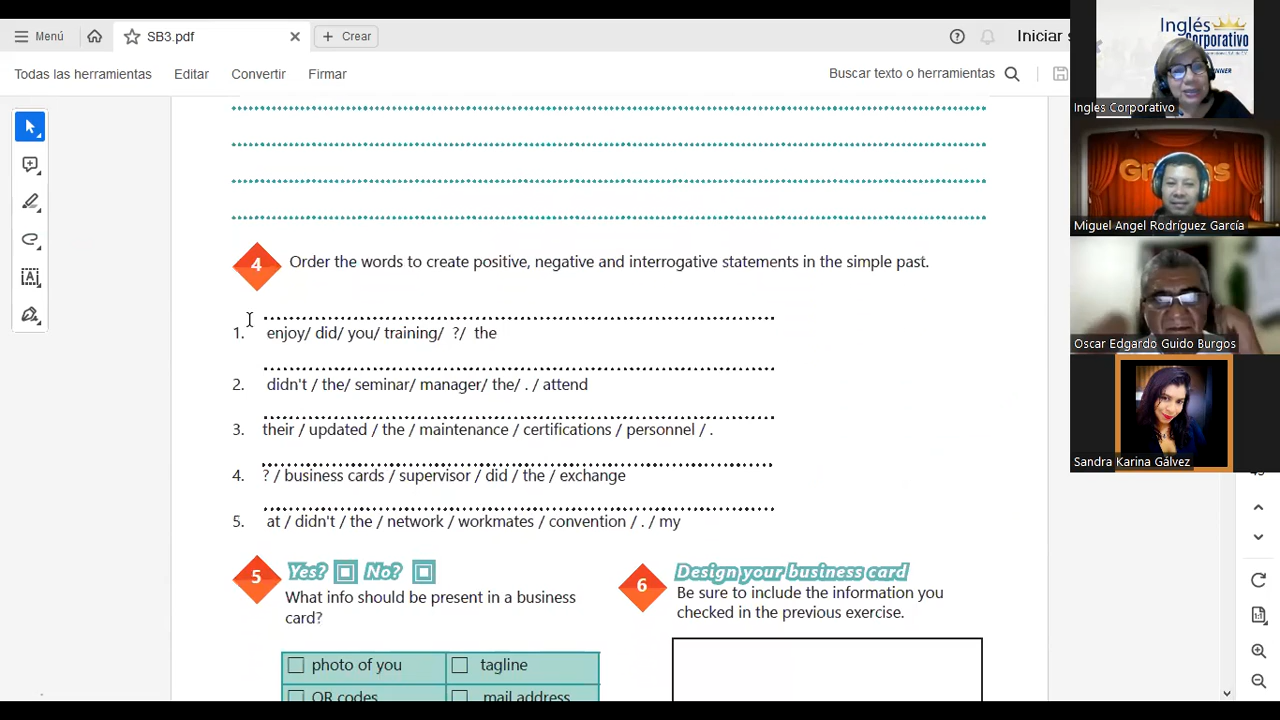 Menú
SB3.pdf
Crear
Iniciar s
Todas las herramientas
Editar
Convertir
Firmar
Buscar texto o herramientas
4
Order the words to create positive, negative and interrogative statements in the simple past.
1. enjoy/ did/ you/ training/ ?/ the
2. didn't / the/ seminar/ manager/ the/ . / attend
3. their / updated / the / maintenance / certifications / personnel / .
4. ? / business cards / supervisor / did / the / exchange
5. at / didn't / the / network / workmates / convention / . / my
5 Yes? No?
What info should be present in a business
card?
photo of you
tagline
QR codes
mail address
6 Design your business card
Be sure to include the information you
checked in the previous exercise.
Inglés
Corporativo
Ingles Corporativo
Miguel Angel Rodríguez García
Oscar Edgardo Guido Burgos
Sandra Karina Gálvez